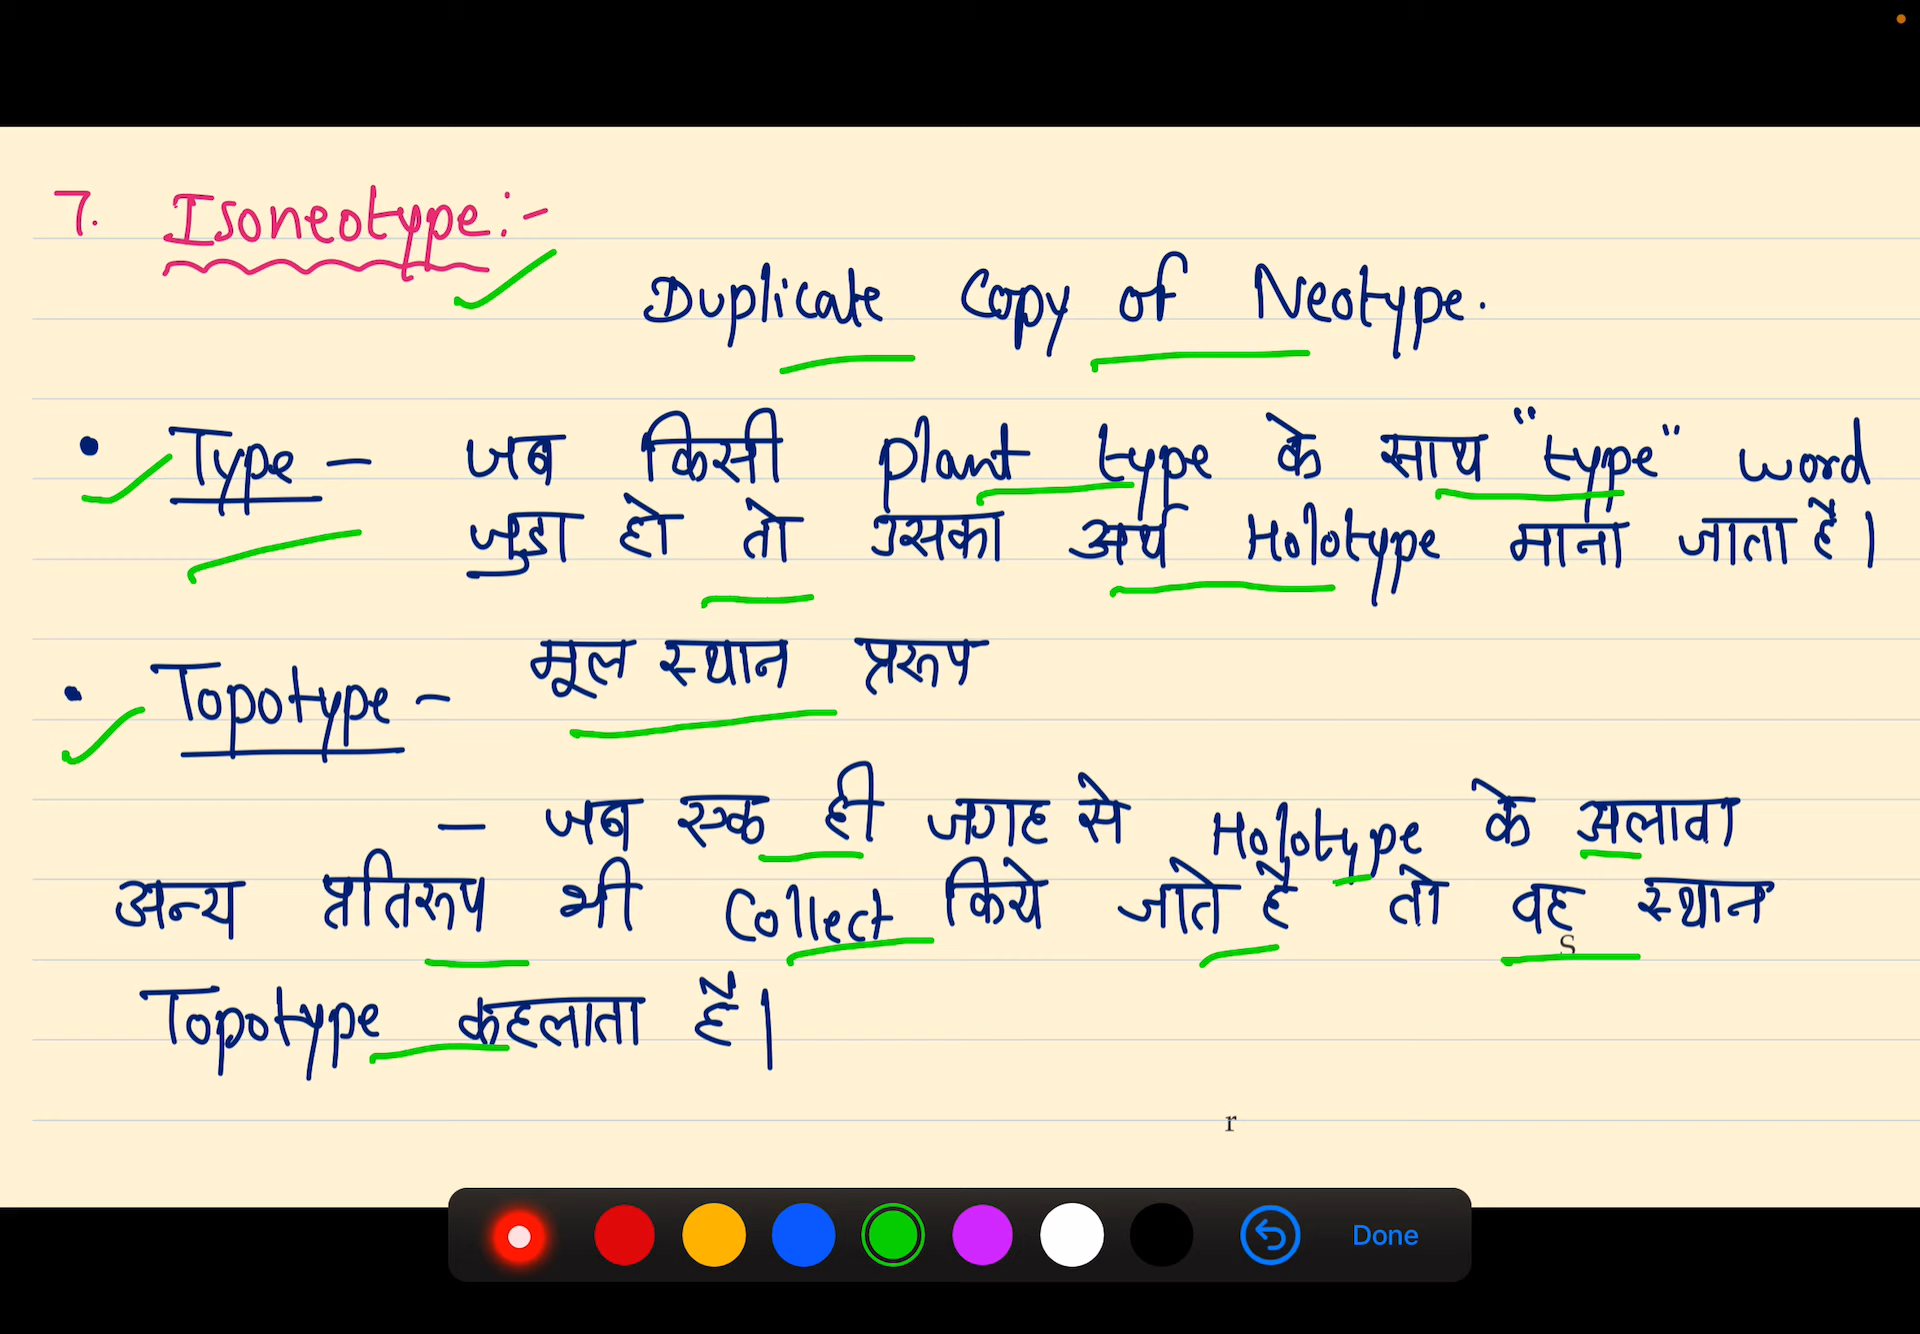 7. Isoneotype:-
Duplicate Copy of Neotype.
• Type – जब किसी plant type के साथ "type" word
जुडा हो तो उसका अर्थ Holotype माना जाता है।
मूल स्थान प्ररूप
• Topotype –
– जब एक ही जगह से Holotype के अलावा
अन्य प्रतिरूप भी Collect किये जाते है तो वह स्थान
S
Topotype कहलाता है।
r
Done